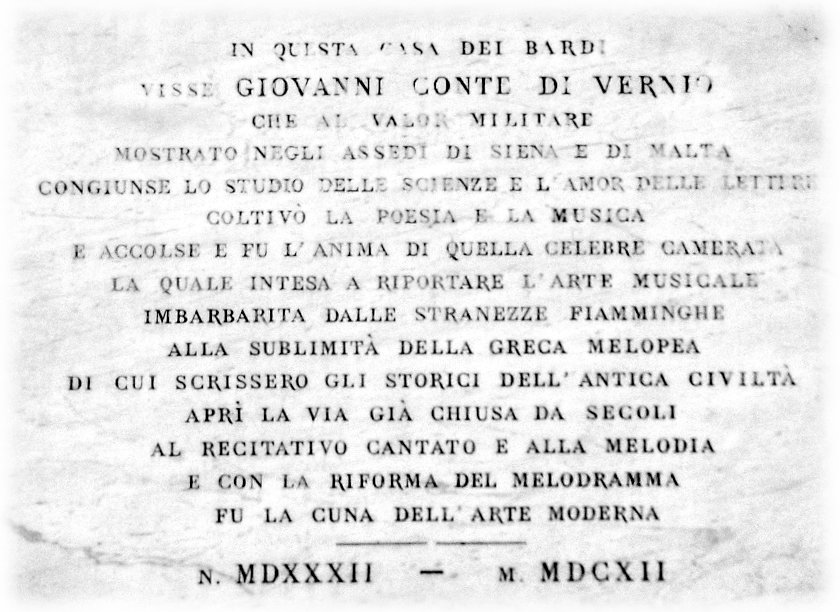 IN QUESTA CASA DEI BARDI
VISSE GIOVANNI CONTE DI VERNIO
CHE AL VALOR MILITARE
MOSTRATO NEGLI ASSEDI DI SIENA E DI MALTA
CONGIUNSE LO STUDIO DELLE SCIENZE E L'AMOR DELLE LETTERE
COLTIVÒ LA POESIA E LA MUSICA
E ACCOLSE E FU L'ANIMA DI QUELLA CELEBRE CAMERATA
LA QUALE INTESA A RIPORTARE L'ARTE MUSICALE
IMBARBARITA DALLE STRANEZZE FIAMMINGHE
ALLA SUBLIMITÀ DELLA GRECA MELOPEA
DI CUI SCRISSERO GLI STORICI DELL'ANTICA CIVILTÀ
APRÌ LA VIA GIÀ CHIUSA DA SECOLI
AL RECITATIVO CANTATO E ALLA MELODIA
E CON LA RIFORMA DEL MELODRAMMA
FU LA CUNA DELL'ARTE MODERNA
N. MDXXXII — M. MDCXII